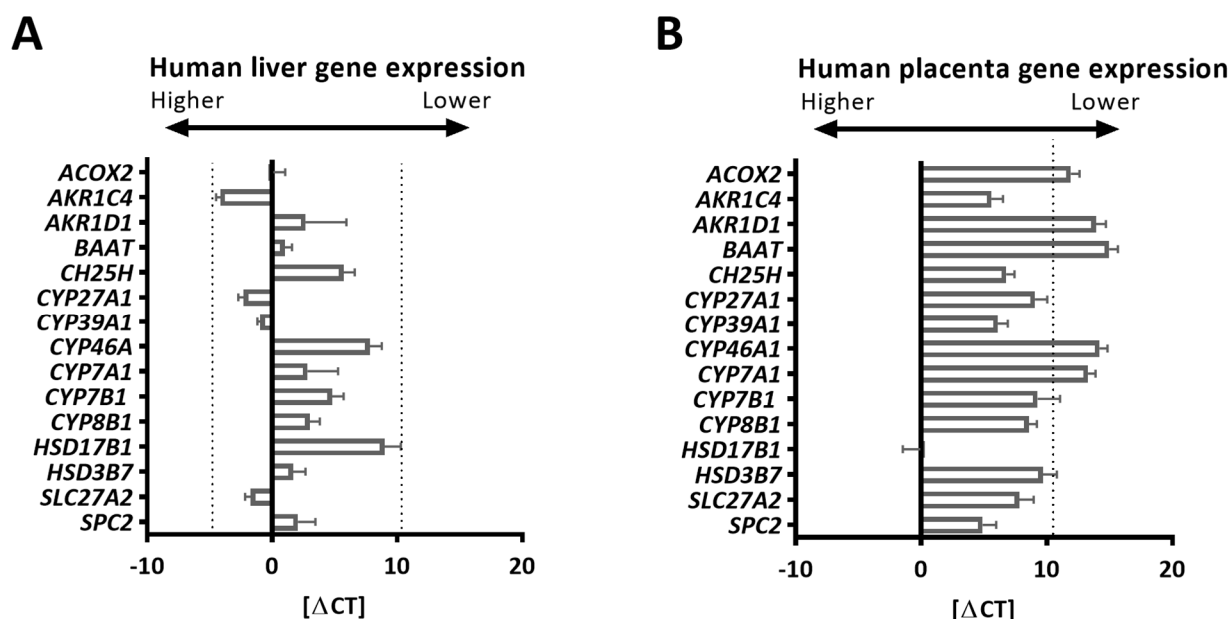 A
Human liver gene expression
Higher Lower
ACOX2
AKR1C4
AKR1D1
BAAT
CH25H
CYP27A1
CYP39A1
CYP46A
CYP7A1
CYP7B1
CYP8B1
HSD17B1
HSD3B7
SLC27A2
SPC2
-10 0 10 20
[ΔCT]
B
Human placenta gene expression
Higher Lower
ACOX2
AKR1C4
AKR1D1
BAAT
CH25H
CYP27A1
CYP39A1
CYP46A1
CYP7A1
CYP7B1
CYP8B1
HSD17B1
HSD3B7
SLC27A2
SPC2
-10 0 10 20
[ΔCT]